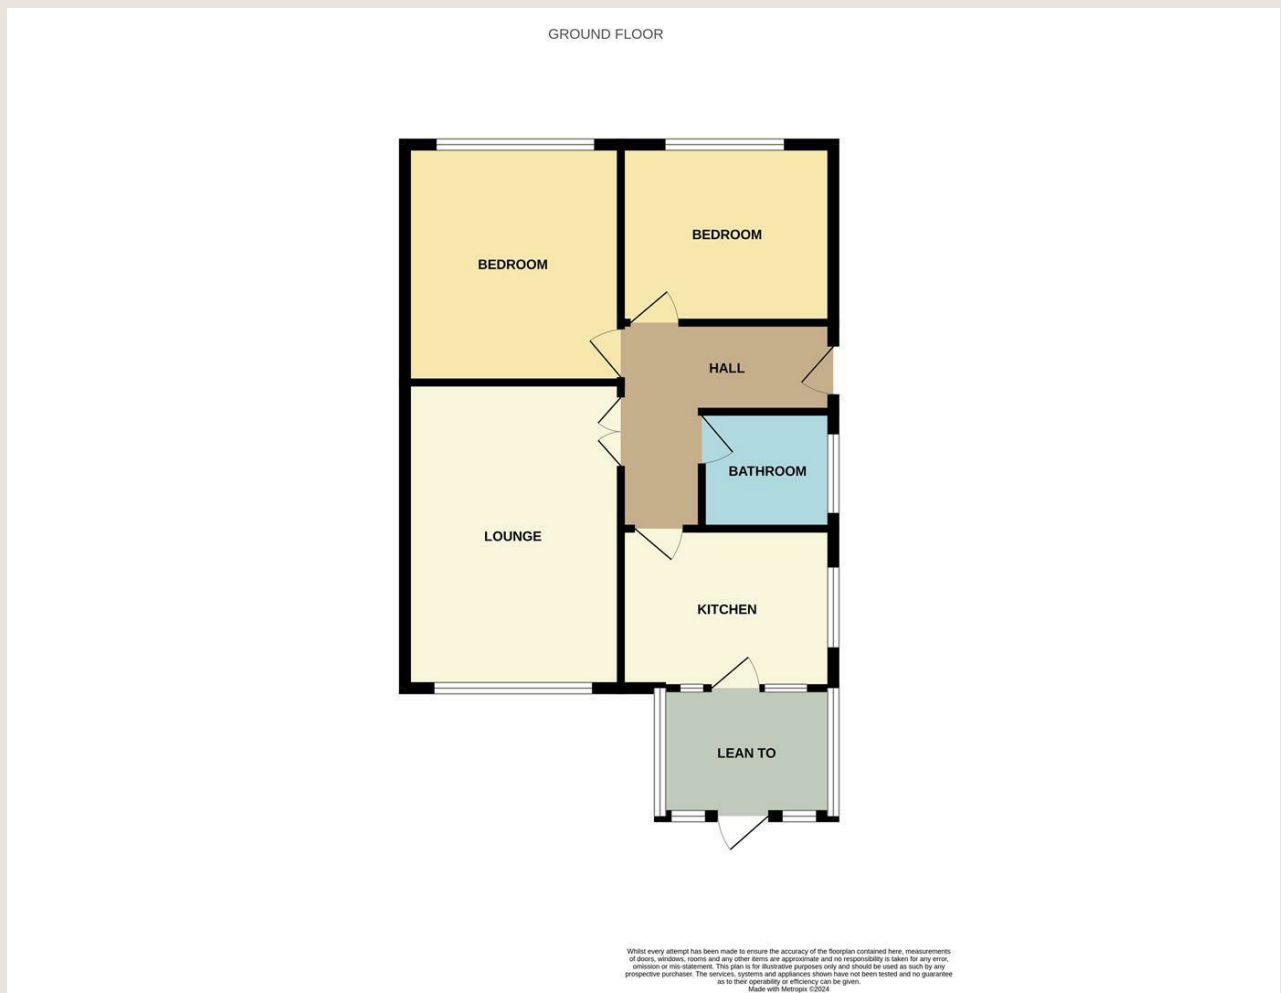 GROUND FLOOR
BEDROOM
BEDROOM
HALL
BATHROOM
LOUNGE
KITCHEN
LEAN TO
Whilst every attempt has been made to ensure the accuracy of the floorplan contained here, measurements
of doors, windows, rooms and any other items are approximate and no responsibility is taken for any error,
omission or mis-statement. This plan is for illustrative purposes only and should be used as such by any
prospective purchaser. The services, systems and appliances shown have not been tested and no guarantee
as to their operability or efficiency can be given.
Made with Metropix ©2024